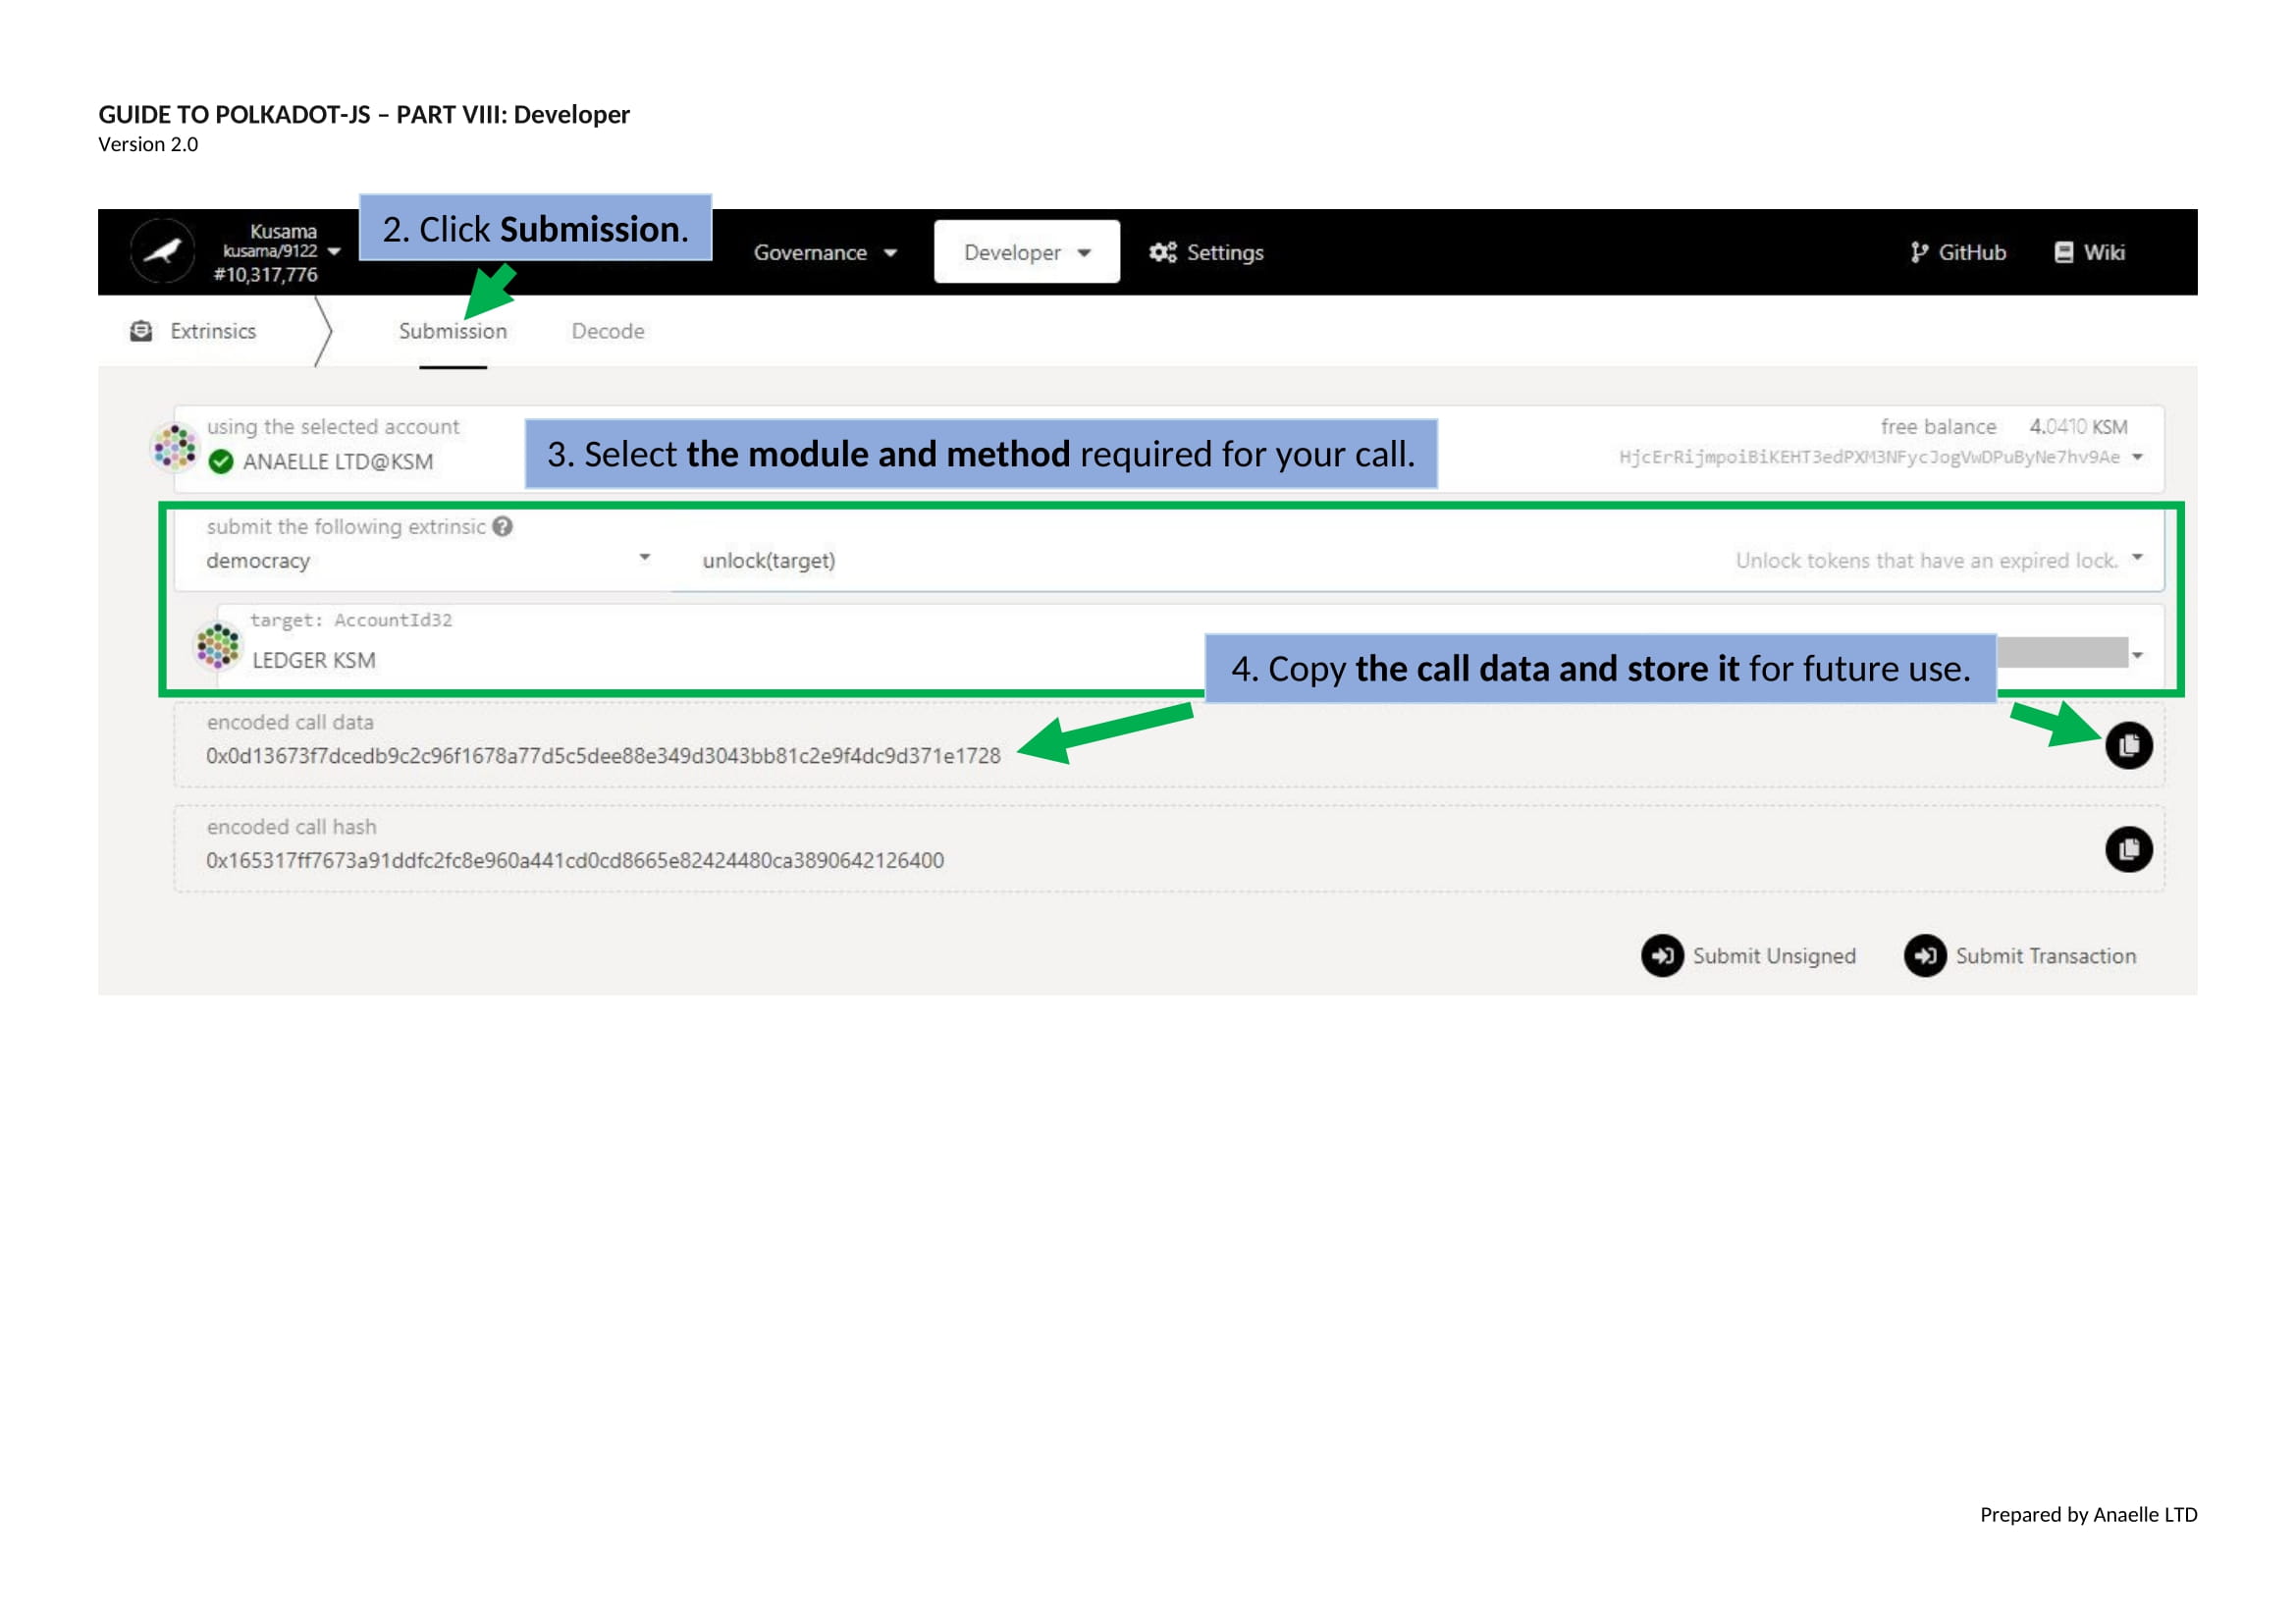 GUIDE TO POLKADOT-JS – PART VIII: Developer
Version 2.0
2. Click Submission.
Kusama
kusama/9122
#10,317,776
Governance
Developer
Settings
GitHub
Wiki
Extrinsics
Submission
Decode
using the selected account
ANAELLE LTD@KSM
3. Select the module and method required for your call.
free balance 4.0410 KSM
HjcErRijmpoiBiKEHT3edPXM3NFycJogVwDPuByNe7hv9Ae
submit the following extrinsic
democracy
unlock(target)
Unlock tokens that have an expired lock.
target: AccountId32
LEDGER KSM
4. Copy the call data and store it for future use.
encoded call data
0x0d13673f7dcedb9c2c96f1678a77d5c5dee88e349d3043bb81c2e9f4dc9d371e1728
encoded call hash
0x165317ff7673a91ddfc2fc8e960a441cd0cd8665e82424480ca3890642126400
Submit Unsigned
Submit Transaction
Prepared by Anaelle LTD